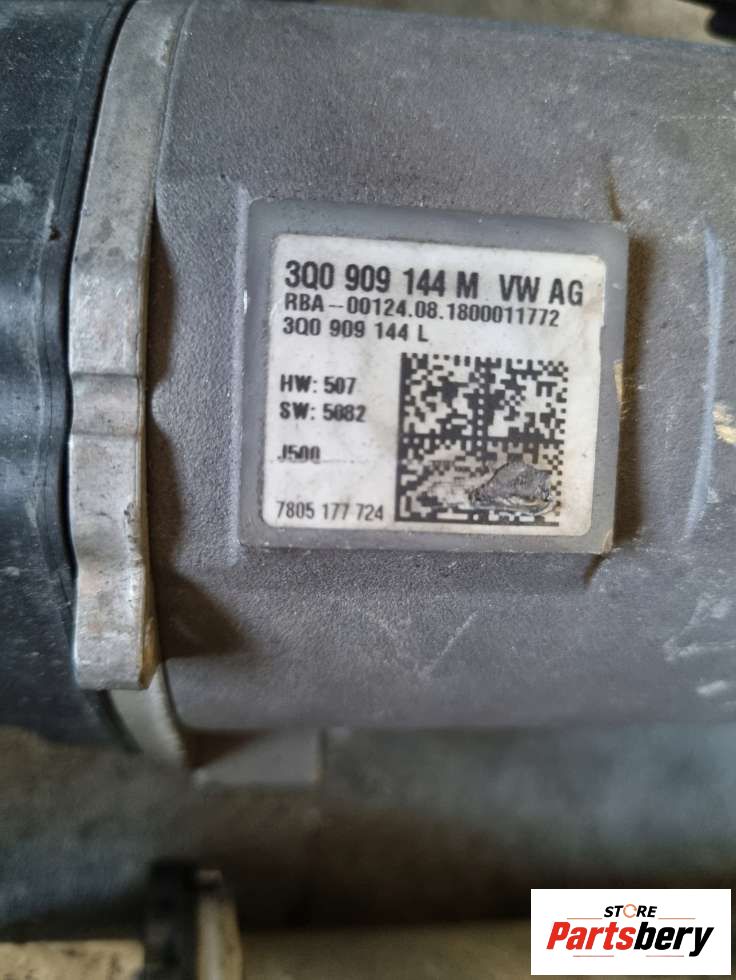 3Q0 909 144 M VW AG
RBA-00124.08.1800011772
3Q0 909 144 L
HW: 507
SW: 5082
J500
7805 177 724
STORE
Partsbery